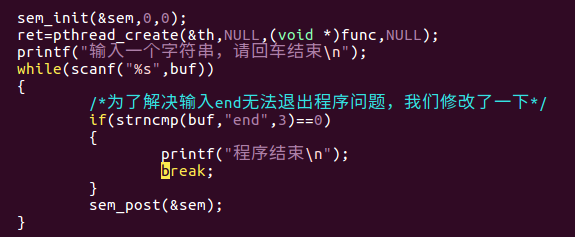 sem_init(&sem,0,0);
ret=pthread_create(&th,NULL,(void *)func,NULL);
printf("输入一个字符串，请回车结束\n");
while(scanf("%s",buf))
{
/*为了解决输入end无法退出程序问题，我们修改了一下*/
if(strncmp(buf,"end",3)==0)
{
printf("程序结束\n");
break;
}
sem_post(&sem);
}